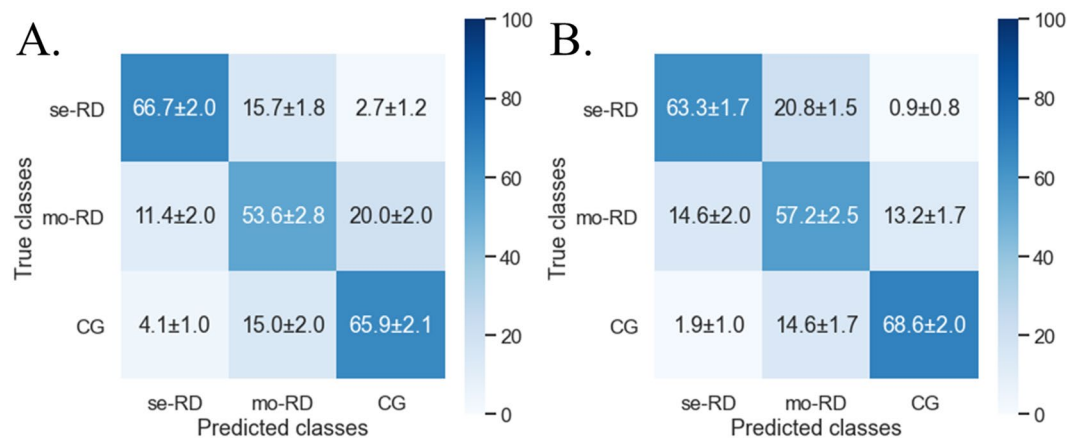 A.
100
80
60
40
20
0
True classes
se-RD
66.7±2.0 15.7±1.8 2.7±1.2
mo-RD
11.4±2.0 53.6±2.8 20.0±2.0
CG
4.1±1.0 15.0±2.0 65.9±2.1
se-RD mo-RD CG
Predicted classes
B.
100
80
60
40
20
0
True classes
se-RD
63.3±1.7 20.8±1.5 0.9±0.8
mo-RD
14.6±2.0 57.2±2.5 13.2±1.7
CG
1.9±1.0 14.6±1.7 68.6±2.0
se-RD mo-RD CG
Predicted classes